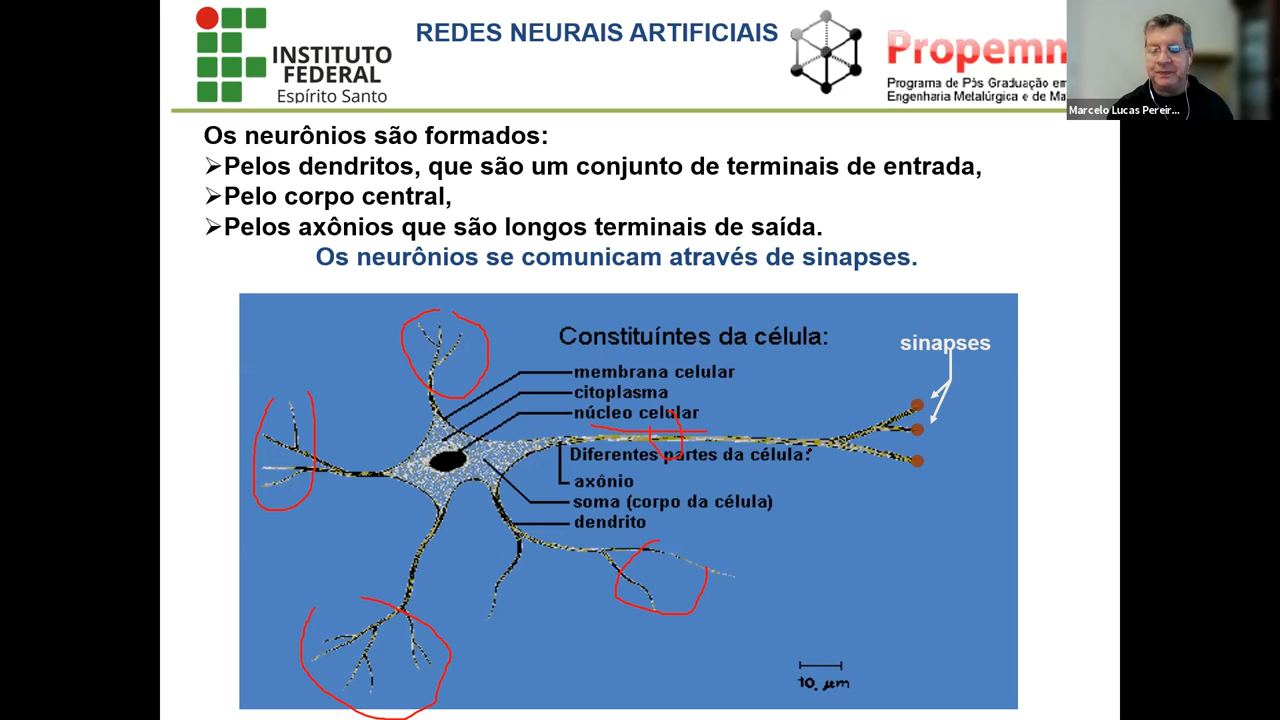 INSTITUTO
FEDERAL
Espírito Santo
REDES NEURAIS ARTIFICIAIS
Propem
Programa de Pós Graduação em
Engenharia Metalúrgica e de Ma
Marcelo Lucas Pereir...
Os neurônios são formados:
➢Pelos dendritos, que são um conjunto de terminais de entrada,
➢Pelo corpo central,
➢Pelos axônios que são longos terminais de saída.
Os neurônios se comunicam através de sinapses.
Constituíntes da célula:
sinapses
membrana celular
citoplasma
núcleo celular
Diferentes partes da célula:
axônio
soma (corpo da célula)
dendrito
10 µm